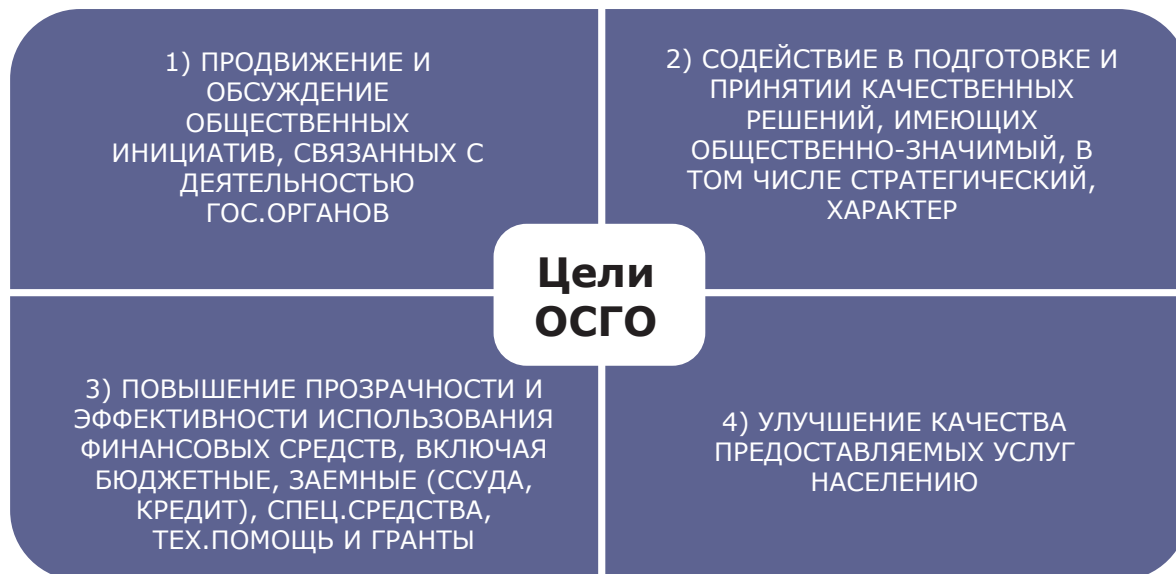 1) ПРОДВИЖЕНИЕ И
ОБСУЖДЕНИЕ
ОБЩЕСТВЕННЫХ
ИНИЦИАТИВ, СВЯЗАННЫХ С
ДЕЯТЕЛЬНОСТЬЮ
ГОС.ОРГАНОВ
2) СОДЕЙСТВИЕ В ПОДГОТОВКЕ И
ПРИНЯТИИ КАЧЕСТВЕННЫХ
РЕШЕНИЙ, ИМЕЮЩИХ
ОБЩЕСТВЕННО-ЗНАЧИМЫЙ, В
ТОМ ЧИСЛЕ СТРАТЕГИЧЕСКИЙ,
ХАРАКТЕР
Цели
ОСГО
3) ПОВЫШЕНИЕ ПРОЗРАЧНОСТИ И
ЭФФЕКТИВНОСТИ ИСПОЛЬЗОВАНИЯ
ФИНАНСОВЫХ СРЕДСТВ, ВКЛЮЧАЯ
БЮДЖЕТНЫЕ, ЗАЕМНЫЕ (ССУДА,
КРЕДИТ), СПЕЦ.СРЕДСТВА,
ТЕХ.ПОМОЩЬ И ГРАНТЫ
4) УЛУЧШЕНИЕ КАЧЕСТВА
ПРЕДОСТАВЛЯЕМЫХ УСЛУГ
НАСЕЛЕНИЮ